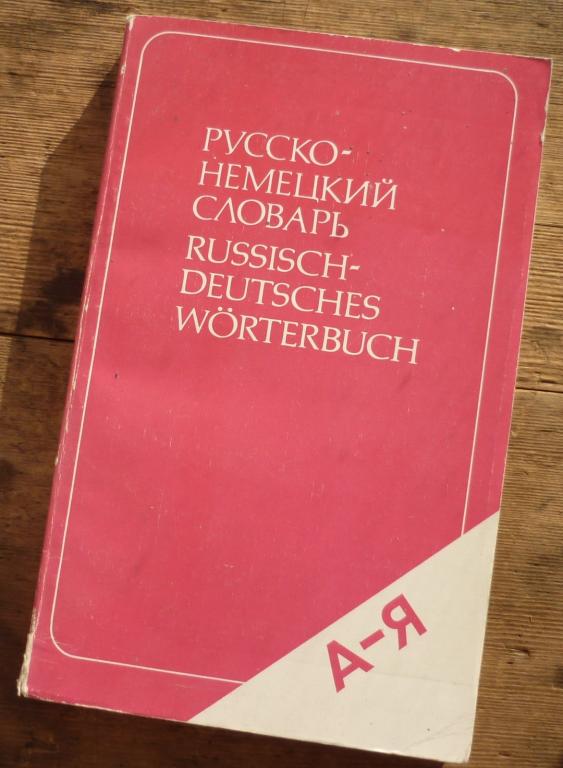 РУССКО-
НЕМЕЦКИЙ
СЛОВАРЬ
RUSSISCH-
DEUTSCHES
WÖRTERBUCH
А-Я